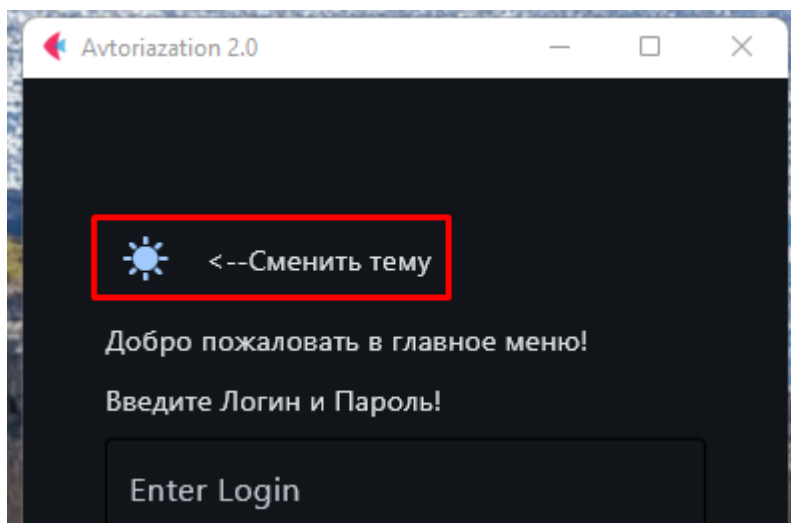 Avtoriazation 2.0
<--Сменить тему
Добро пожаловать в главное меню!
Введите Логин и Пароль!
Enter Login